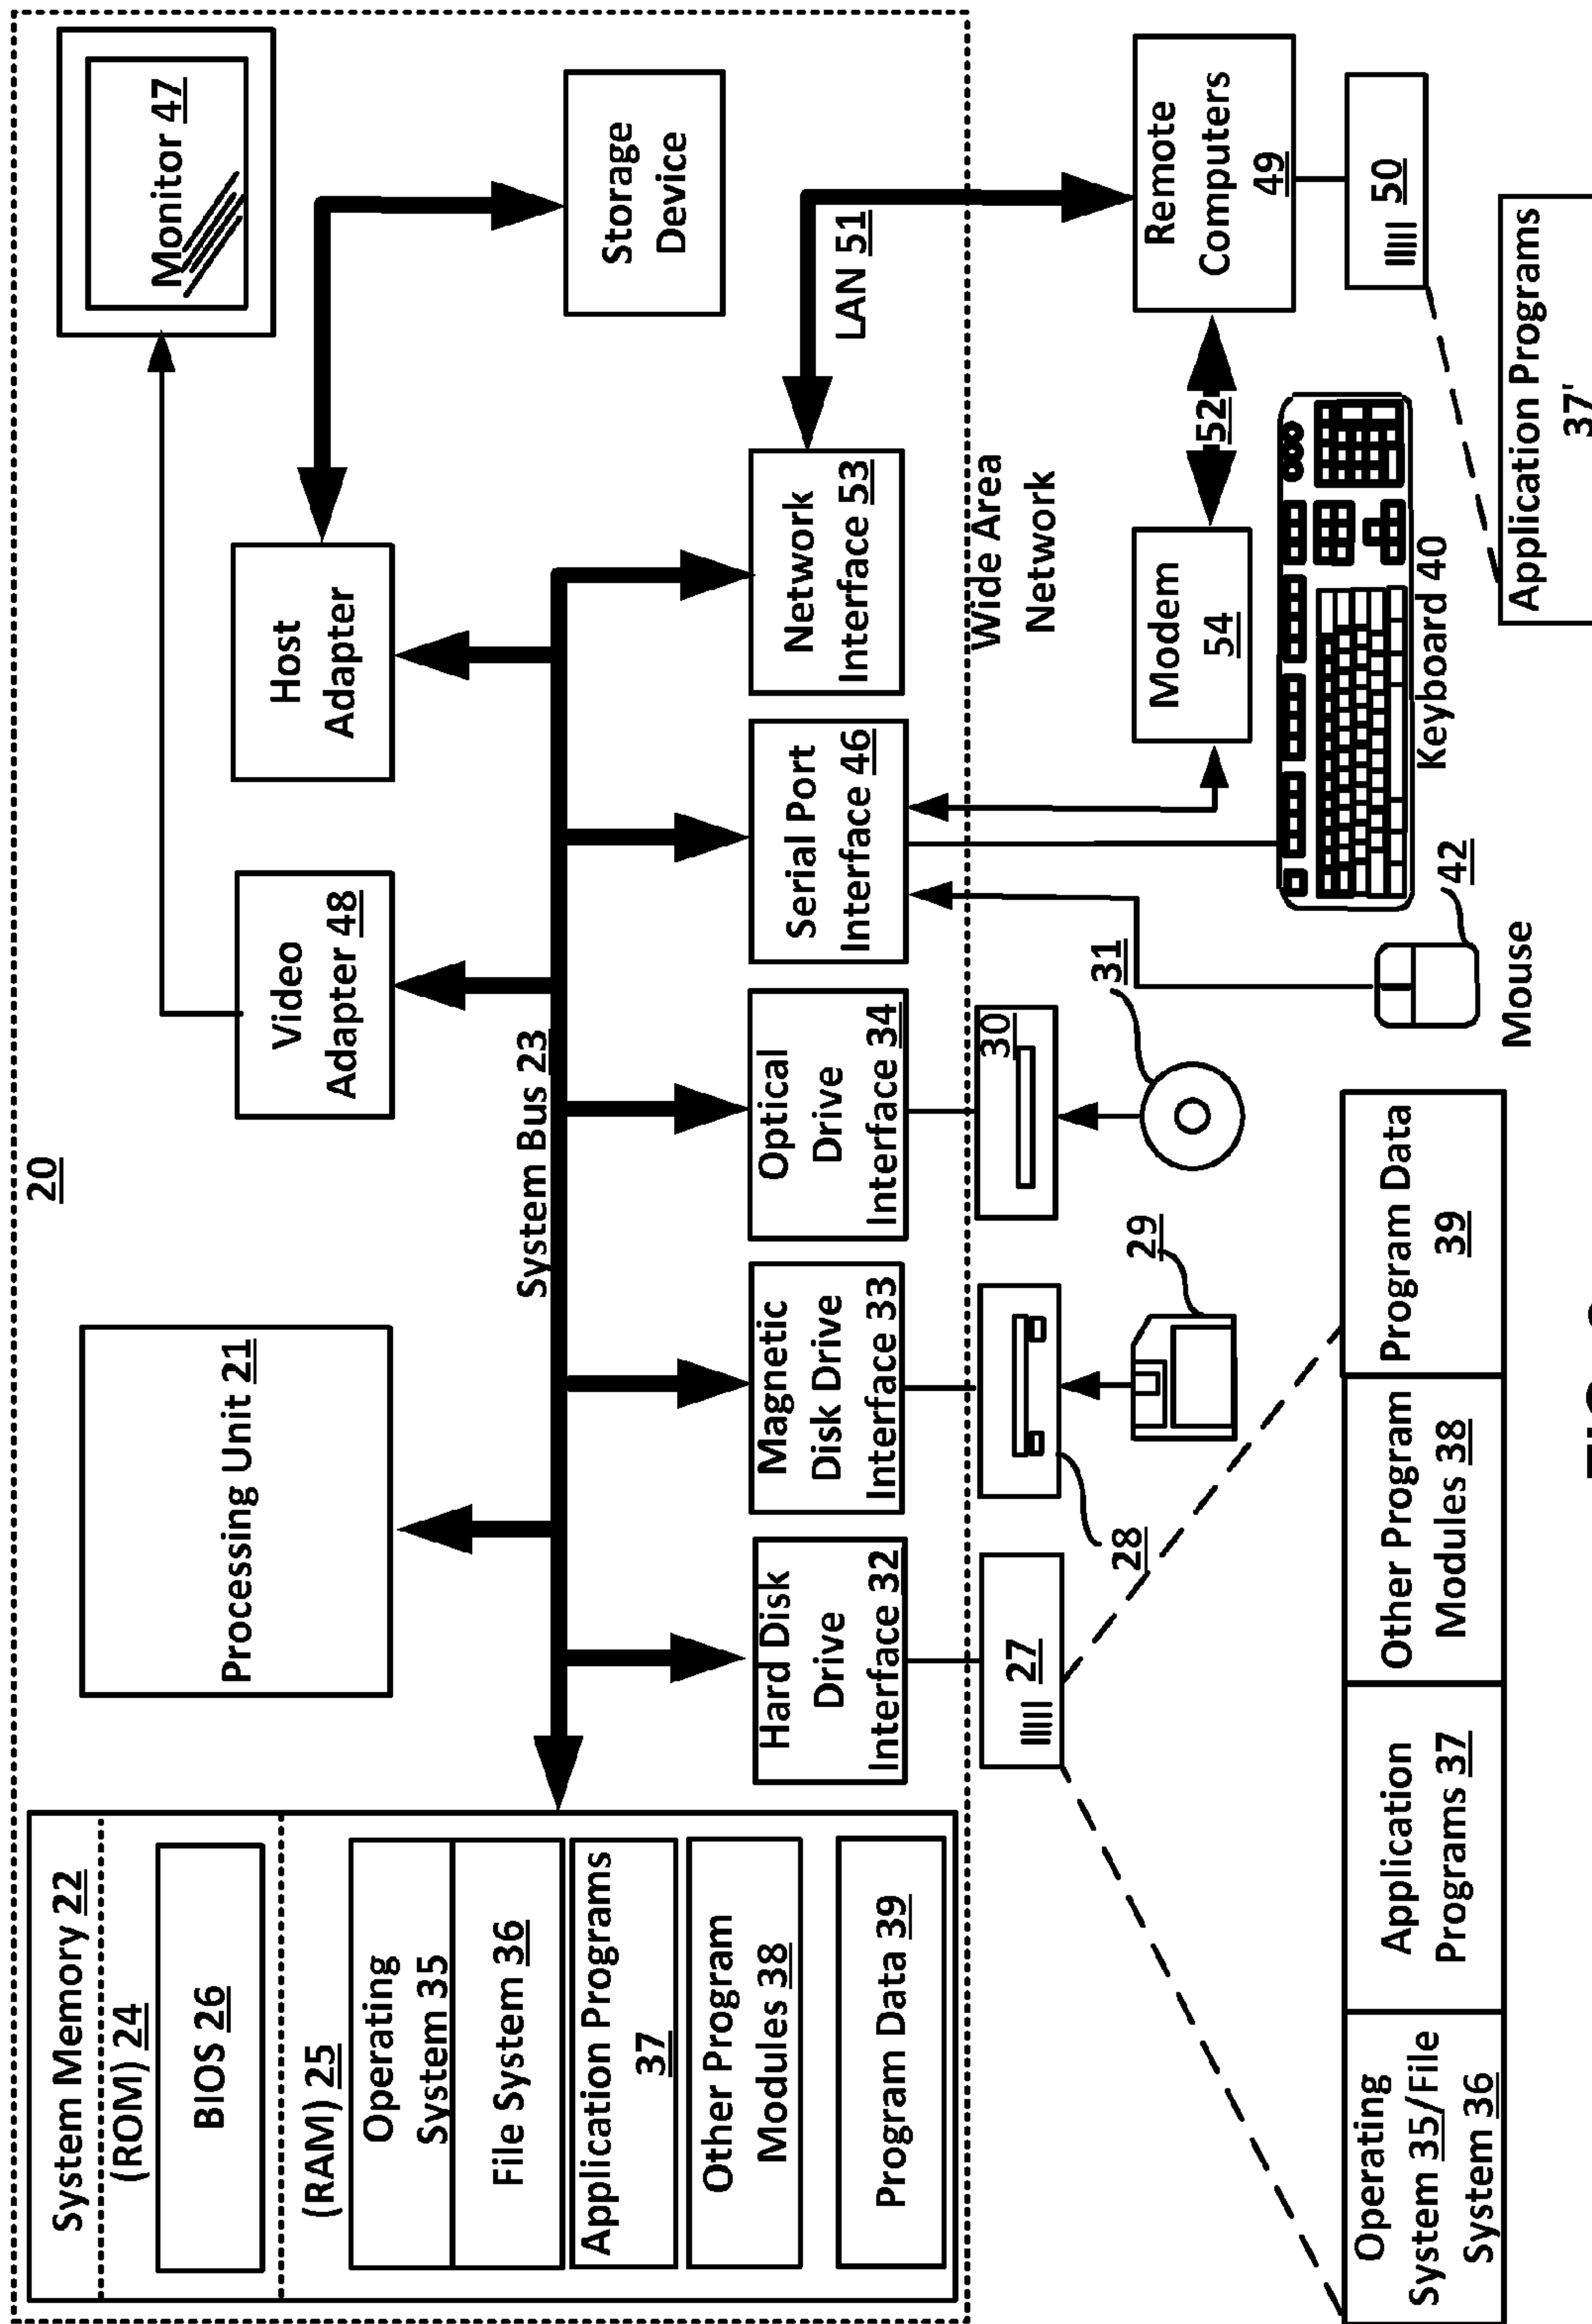 20
System Memory 22
(ROM) 24
BIOS 26
(RAM) 25
Operating
System 35
File System 36
Application Programs
37
Other Program
Modules 38
Program Data 39
Processing Unit 21
Video
Adapter 48
Host
Adapter
Monitor 47
System Bus 23
Storage
Device
Hard Disk
Drive
Interface 32
Magnetic
Disk Drive
Interface 33
Optical
Drive
Interface 34
Serial Port
Interface 46
Network
Interface 53
LAN 51
27
28
29
30
31
Wide Area
Network
Modem
54
52
Remote
Computers
49
50
Keyboard 40
42
Mouse
Operating
System 35/File
System 36
Application
Programs 37
Other Program
Modules 38
Program Data
39
Application Programs
37'